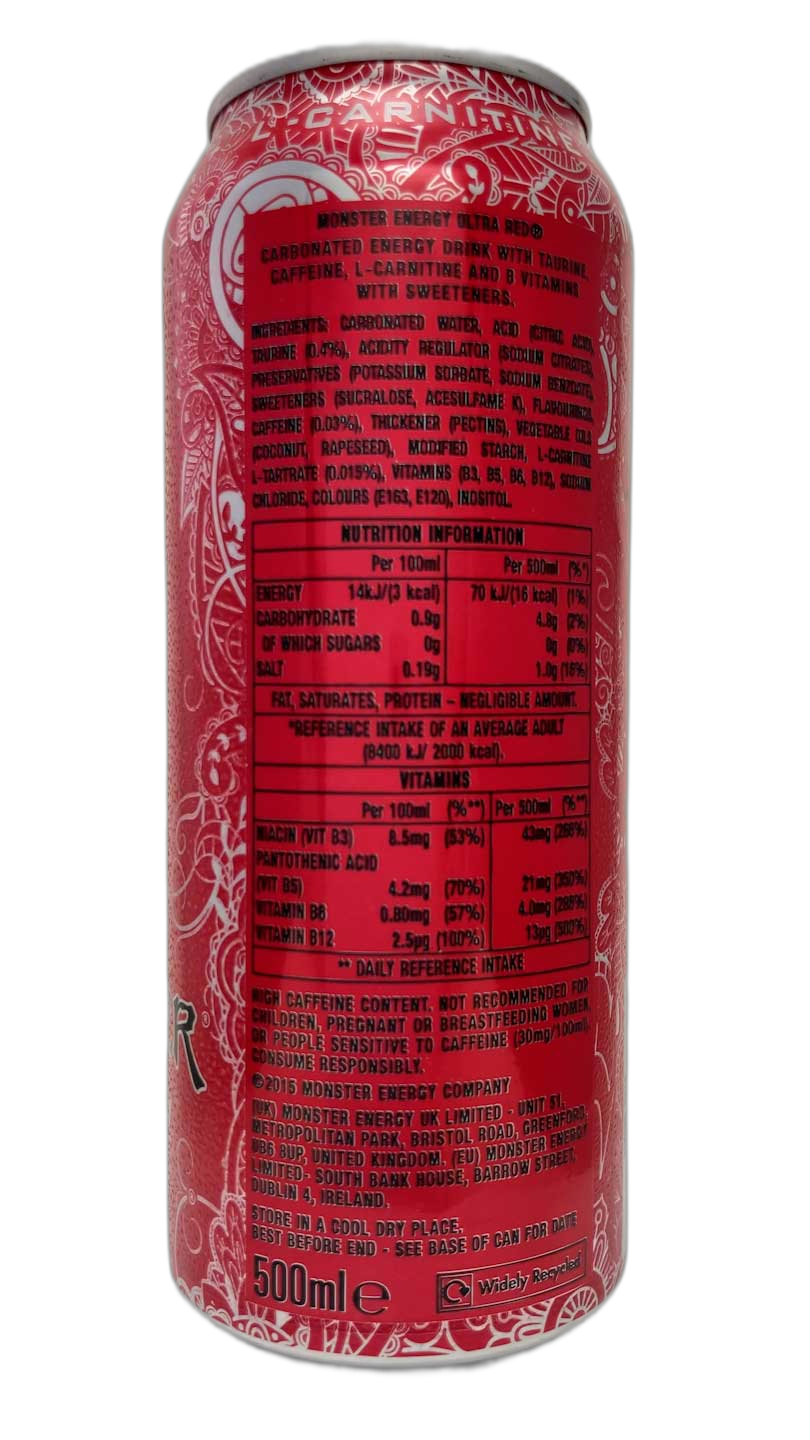 L-CARNITINE
MONSTER ENERGY ULTRA RED®
CARBONATED ENERGY DRINK WITH TAURINE,
CAFFEINE, L-CARNITINE AND B VITAMINS
WITH SWEETENERS.
INGREDIENTS: CARBONATED WATER, ACID (CITRIC ACID),
TAURINE (0.4%), ACIDITY REGULATOR (SODIUM CITRATES),
PRESERVATIVES (POTASSIUM SORBATE, SODIUM BENZOATE),
SWEETENERS (SUCRALOSE, ACESULFAME K), FLAVOURINGS,
CAFFEINE (0.03%), THICKENER (PECTINS), VEGETABLE OILS
(COCONUT, RAPESEED), MODIFIED STARCH, L-CARNITINE
L-TARTRATE (0.015%), VITAMINS (B3, B5, B6, B12), SODIUM
CHLORIDE, COLOURS (E163, E120), INOSITOL.
NUTRITION INFORMATION
Per 100ml Per 500ml (%*)
ENERGY 14kJ/(3 kcal) 70 kJ/(16 kcal) (1%)
CARBOHYDRATE 0.9g 4.8g (2%)
OF WHICH SUGARS 0g 0g (0%)
SALT 0.19g 1.0g (16%)
FAT, SATURATES, PROTEIN – NEGLIGIBLE AMOUNT.
*REFERENCE INTAKE OF AN AVERAGE ADULT
(8400 kJ/ 2000 kcal).
VITAMINS
Per 100ml (%**) Per 500ml (%**)
NIACIN (VIT B3) 8.5mg (53%) 43mg (266%)
PANTOTHENIC ACID
(VIT B5) 4.2mg (70%) 21mg (350%)
VITAMIN B6 0.80mg (57%) 4.0mg (286%)
VITAMIN B12 2.5µg (100%) 13µg (500%)
** DAILY REFERENCE INTAKE
HIGH CAFFEINE CONTENT. NOT RECOMMENDED FOR
CHILDREN, PREGNANT OR BREASTFEEDING WOMEN,
OR PEOPLE SENSITIVE TO CAFFEINE (30mg/100ml).
CONSUME RESPONSIBLY.
©2015 MONSTER ENERGY COMPANY
(UK) MONSTER ENERGY UK LIMITED - UNIT 51,
METROPOLITAN PARK, BRISTOL ROAD, GREENFORD,
UB6 8UP, UNITED KINGDOM. (EU) MONSTER ENERGY
LIMITED- SOUTH BANK HOUSE, BARROW STREET,
DUBLIN 4, IRELAND.
STORE IN A COOL DRY PLACE.
BEST BEFORE END - SEE BASE OF CAN FOR DATE
500ml e
Widely Recycled